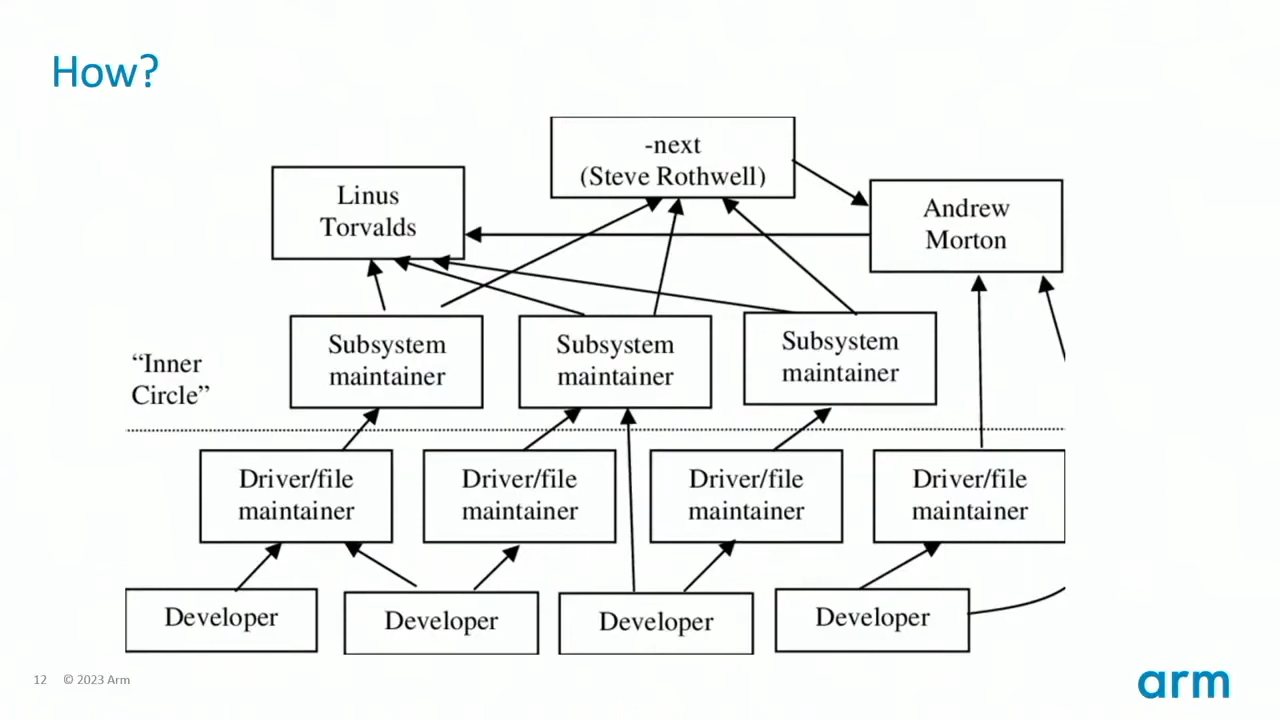 How?
-next
(Steve Rothwell)
Linus
Torvalds
Andrew
Morton
Subsystem
maintainer
Subsystem
maintainer
Subsystem
maintainer
“Inner
Circle”
Driver/file
maintainer
Driver/file
maintainer
Driver/file
maintainer
Driver/file
maintainer
Developer
Developer
Developer
Developer
12 © 2023 Arm
arm